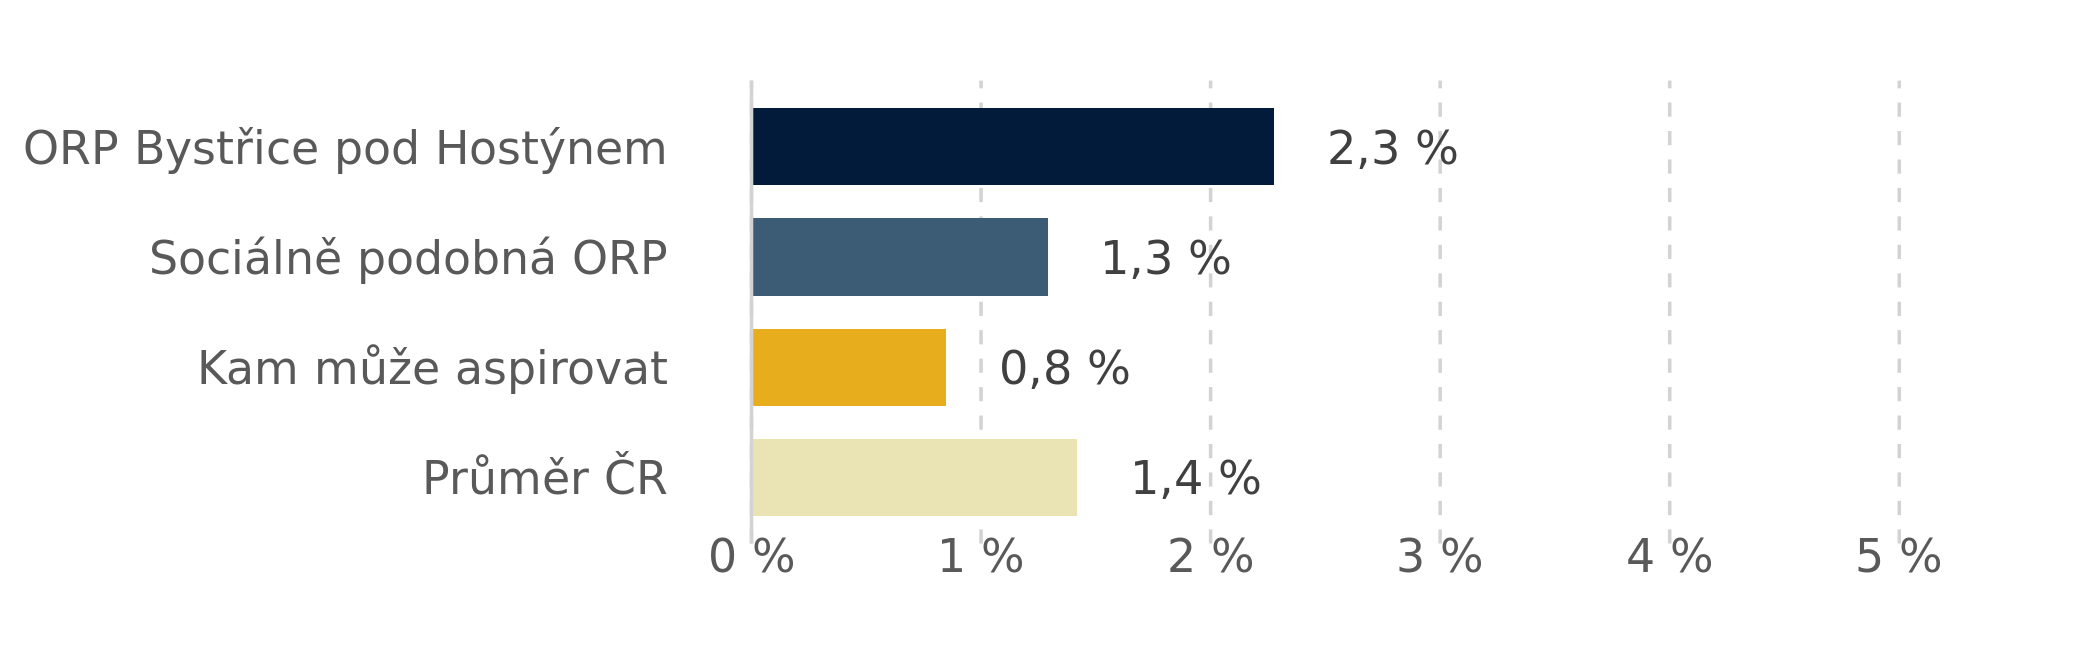 ORP Bystřice pod Hostýnem 2,3 %
Sociálně podobná ORP 1,3 %
Kam může aspirovat 0,8 %
Průměr ČR 1,4 %
0 % 1 % 2 % 3 % 4 % 5 %